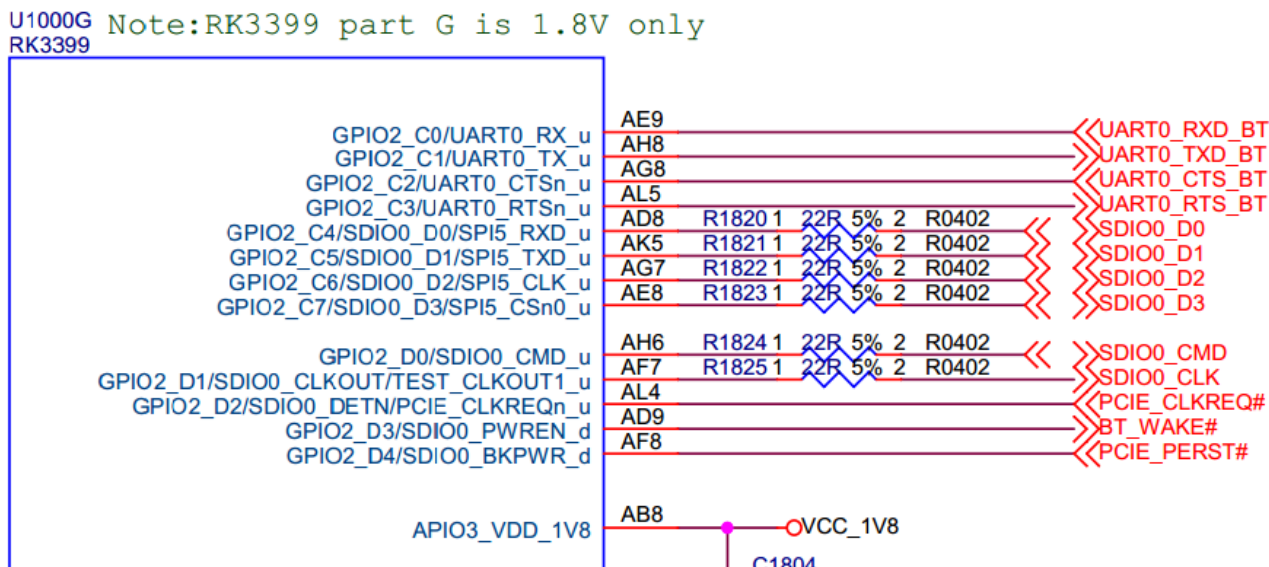 U1000G Note:RK3399 part G is 1.8V only
RK3399
GPIO2_C0/UART0_RX_u AE9 UART0_RXD_BT
GPIO2_C1/UART0_TX_u AH8 UART0_TXD_BT
GPIO2_C2/UART0_CTSn_u AG8 UART0_CTS_BT
GPIO2_C3/UART0_RTSn_u AL5 UART0_RTS_BT
GPIO2_C4/SDIO0_D0/SPI5_RXD_u AD8 R1820 1 22R 5% 2 R0402 SDIO0_D0
GPIO2_C5/SDIO0_D1/SPI5_TXD_u AK5 R1821 1 22R 5% 2 R0402 SDIO0_D1
GPIO2_C6/SDIO0_D2/SPI5_CLK_u AG7 R1822 1 22R 5% 2 R0402 SDIO0_D2
GPIO2_C7/SDIO0_D3/SPI5_CSn0_u AE8 R1823 1 22R 5% 2 R0402 SDIO0_D3
GPIO2_D0/SDIO0_CMD_u AH6 R1824 1 22R 5% 2 R0402 SDIO0_CMD
GPIO2_D1/SDIO0_CLKOUT/TEST_CLKOUT1_u AF7 R1825 1 22R 5% 2 R0402 SDIO0_CLK
GPIO2_D2/SDIO0_DETN/PCIE_CLKREQn_u AL4 PCIE_CLKREQ#
GPIO2_D3/SDIO0_PWREN_d AD9 BT_WAKE#
GPIO2_D4/SDIO0_BKPWR_d AF8 PCIE_PERST#
APIO3_VDD_1V8 AB8 VCC_1V8
C1804